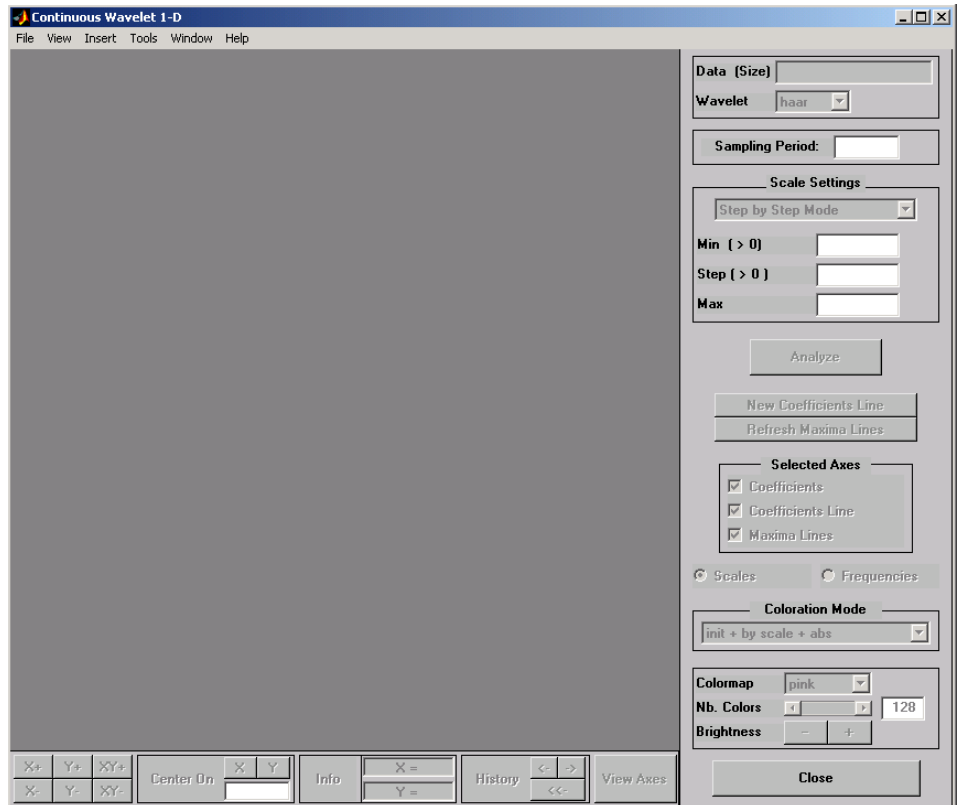 Continuous Wavelet 1-D
File View Insert Tools Window Help
Data (Size)
Wavelet haar
Sampling Period:
Scale Settings
Step by Step Mode
Min ( > 0)
Step ( > 0 )
Max
Analyze
New Coefficients Line
Refresh Maxima Lines
Selected Axes
Coefficients
Coefficients Line
Maxima Lines
Scales Frequencies
Coloration Mode
init + by scale + abs
Colormap pink
Nb. Colors 128
Brightness - +
X+ Y+ XY+ Center On X Y Info X = History <- -> View Axes Close
X- Y- XY- Y = <<-